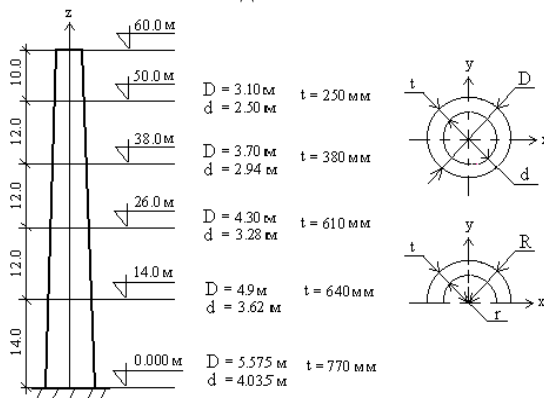 z
60.0 м
10.0
50.0 м
D = 3.10 м
d = 2.50 м
t = 250 мм
12.0
38.0 м
D = 3.70 м
d = 2.94 м
t = 380 мм
12.0
26.0 м
D = 4.30 м
d = 3.28 м
t = 610 мм
12.0
14.0 м
D = 4.9 м
d = 3.62 м
t = 640 мм
14.0
0.000 м
D = 5.575 м
d = 4.035 м
t = 770 мм
y
t
D
x
d
y
t
R
x
r